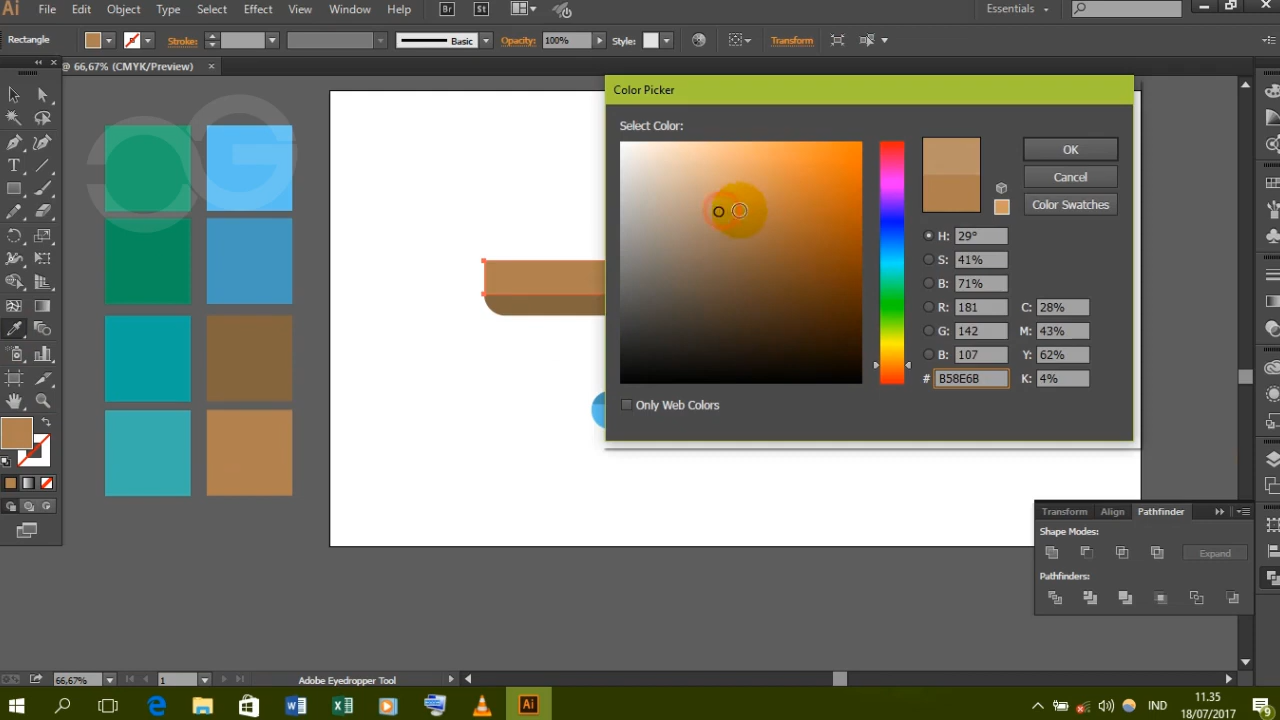 Ai File Edit Object Type Select Effect View Window Help Br St Essentials
Rectangle Stroke: Basic Opacity: 100% Style: Transform
@ 66,67% (CMYK/Preview) ×
Color Picker
Select Color:
OK
Cancel
Color Swatches
H: 29°
S: 41%
B: 71%
R: 181 C: 28%
G: 142 M: 43%
B: 107 Y: 62%
# B58E6B K: 4%
Only Web Colors
Transform Align Pathfinder
Shape Modes:
Expand
Pathfinders:
66,67% 1 Adobe Eyedropper Tool
Ai IND 11.35
18/07/2017 9